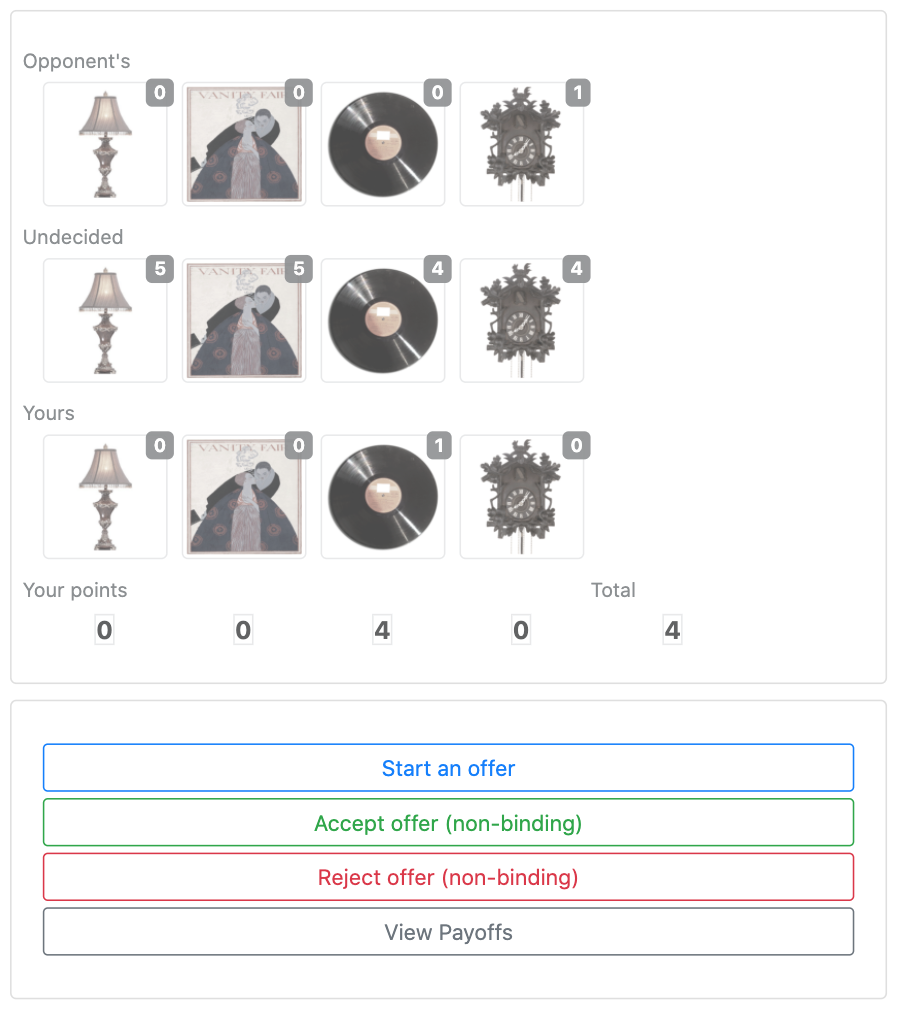 Opponent's
0 0 0 1
VANITY FAIR
Undecided
5 5 4 4
VANITY FAIR
Yours
0 0 1 0
VANITY FAIR
Your points Total
0 0 4 0 4
Start an offer
Accept offer (non-binding)
Reject offer (non-binding)
View Payoffs